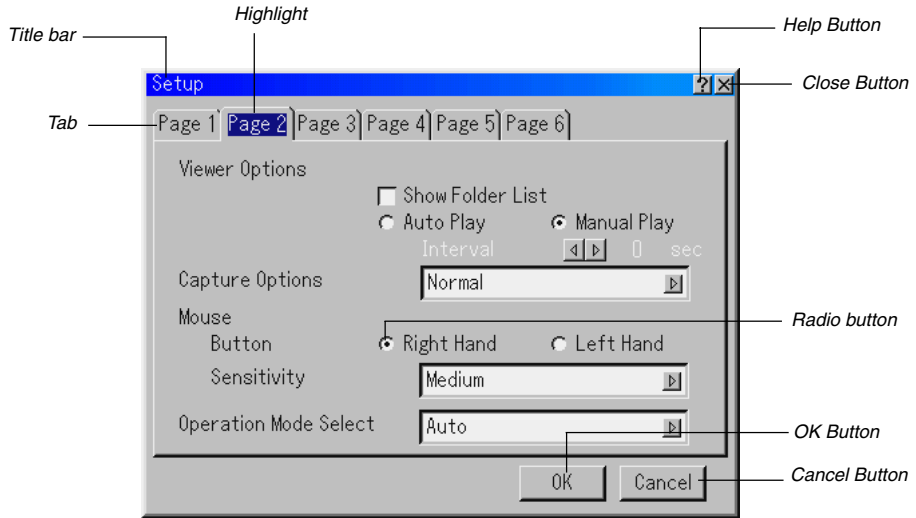 Highlight
Title bar
Help Button
Setup
? X
Close Button
Tab
Page 1 Page 2 Page 3 Page 4 Page 5 Page 6
Viewer Options
Show Folder List
Auto Play Manual Play
Interval 0 sec
Capture Options Normal
Mouse
Radio button
Button Right Hand Left Hand
Sensitivity Medium
Operation Mode Select Auto
OK Button
OK Cancel
Cancel Button